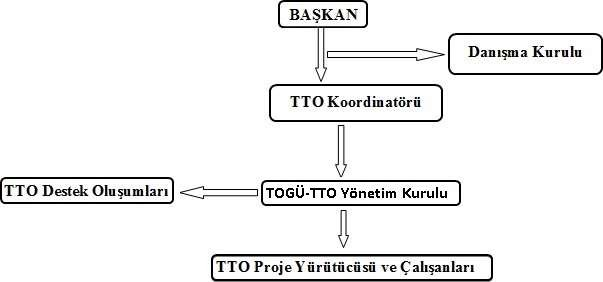 BAŞKAN
Danışma Kurulu
TTO Koordinatörü
TTO Destek Oluşumları
TOGÜ-TTO Yönetim Kurulu
TTO Proje Yürütücüsü ve Çalışanları